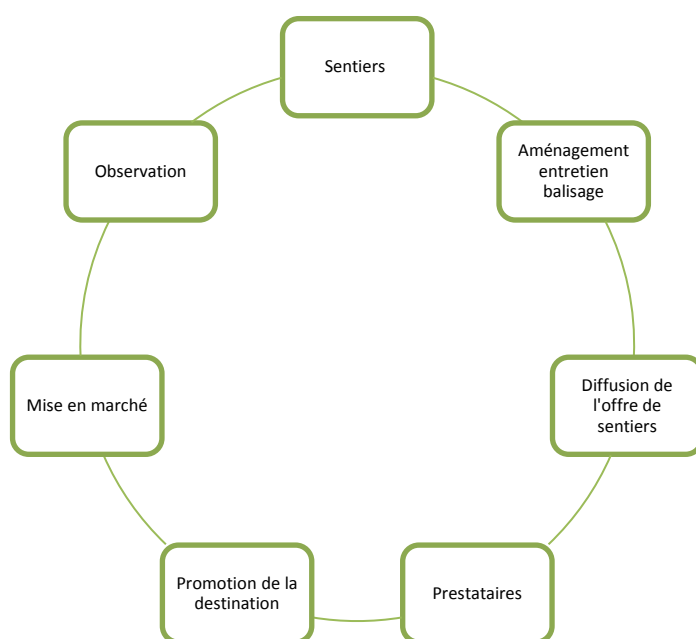 Sentiers
Aménagement
entretien
balisage
Diffusion de
l'offre de
sentiers
Prestataires
Promotion de la
destination
Mise en marché
Observation